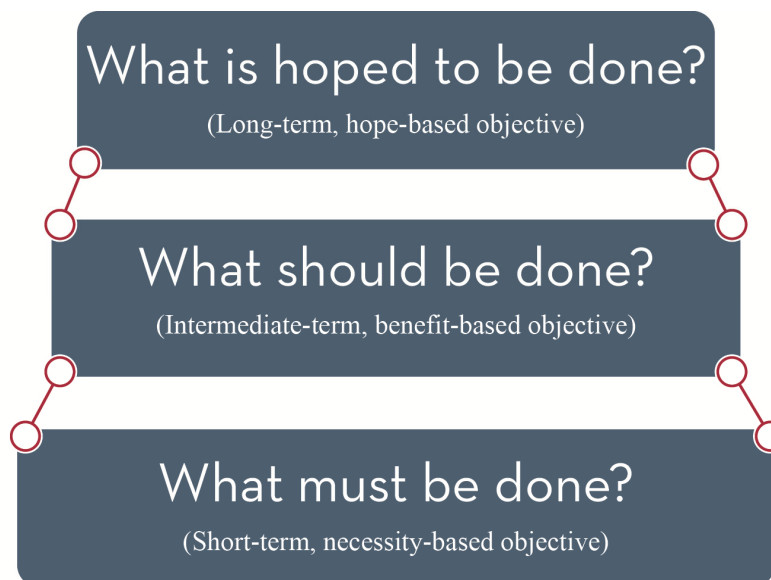 What is hoped to be done?
(Long-term, hope-based objective)
What should be done?
(Intermediate-term, benefit-based objective)
What must be done?
(Short-term, necessity-based objective)